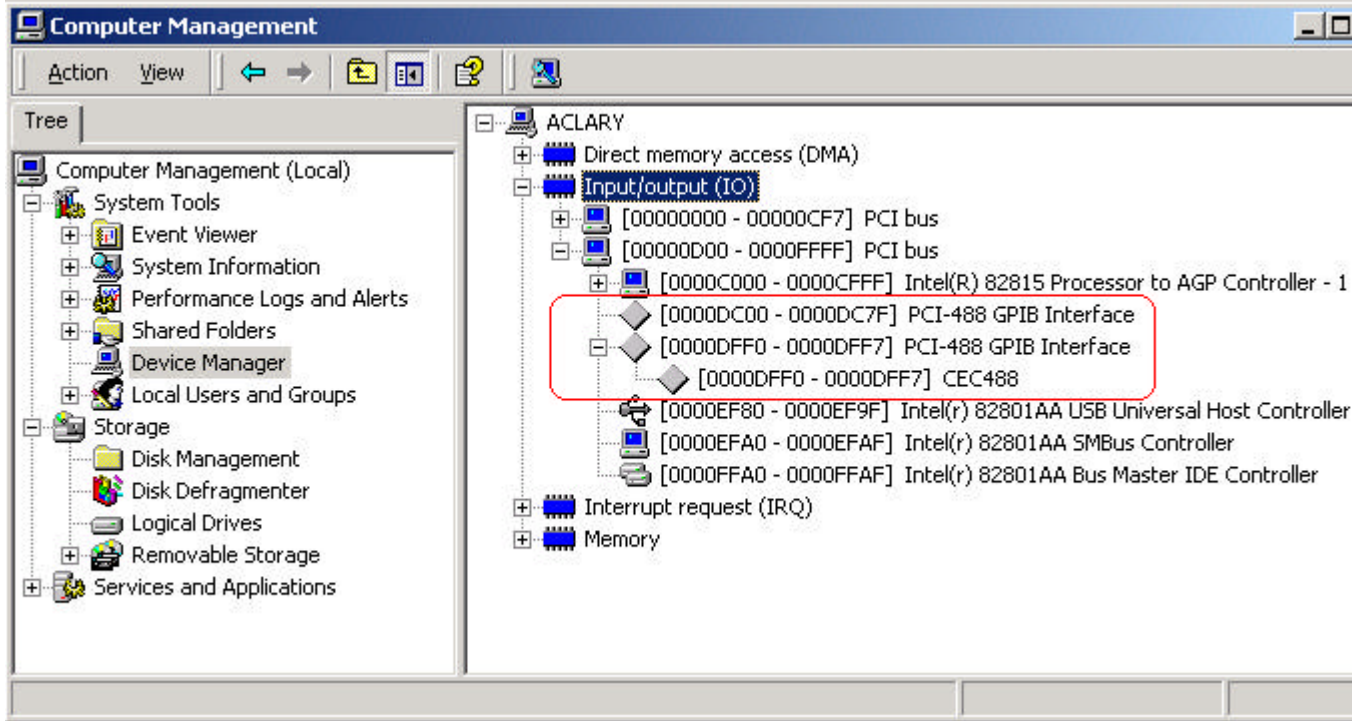 Computer Management
Action View
Tree
Computer Management (Local)
System Tools
Event Viewer
System Information
Performance Logs and Alerts
Shared Folders
Device Manager
Local Users and Groups
Storage
Disk Management
Disk Defragmenter
Logical Drives
Removable Storage
Services and Applications
ACLARY
Direct memory access (DMA)
Input/output (IO)
[00000000 - 00000CF7] PCI bus
[00000D00 - 0000FFFF] PCI bus
[0000C000 - 0000CFFF] Intel(R) 82815 Processor to AGP Controller - 1
[0000DC00 - 0000DC7F] PCI-488 GPIB Interface
[0000DFF0 - 0000DFF7] PCI-488 GPIB Interface
[0000DFF0 - 0000DFF7] CEC488
[0000EF80 - 0000EF9F] Intel(r) 82801AA USB Universal Host Controller
[0000EFA0 - 0000EFAF] Intel(r) 82801AA SMBus Controller
[0000FFA0 - 0000FFAF] Intel(r) 82801AA Bus Master IDE Controller
Interrupt request (IRQ)
Memory